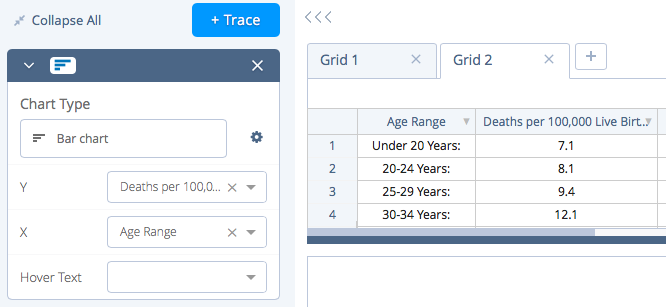 Collapse All
+ Trace
Chart Type
Bar chart
Y Deaths per 100,0...
X Age Range
Hover Text
Grid 1 Grid 2 +
Age Range Deaths per 100,000 Live Birt...
1 Under 20 Years: 7.1
2 20-24 Years: 8.1
3 25-29 Years: 9.4
4 30-34 Years: 12.1